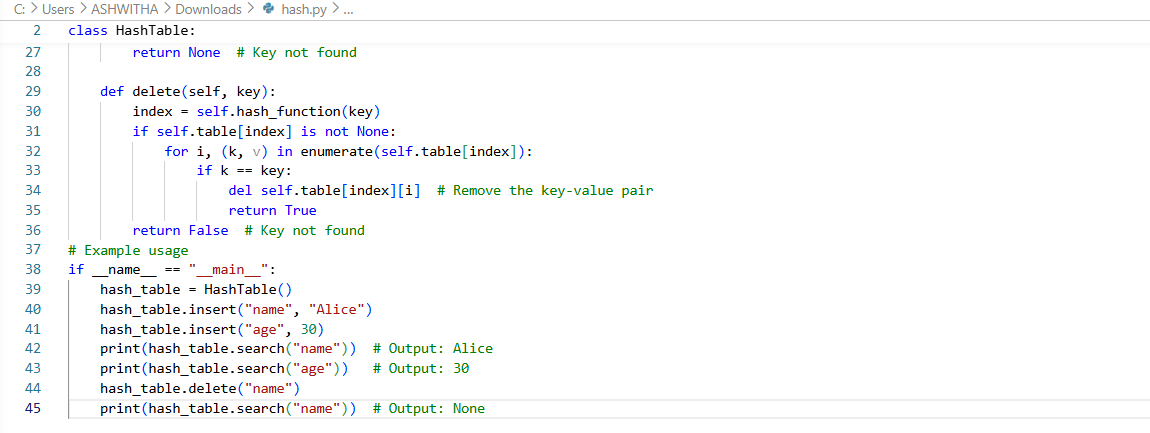 C: > Users > ASHWITHA > Downloads > hash.py > ...
2 class HashTable:
27 return None # Key not found
28
29 def delete(self, key):
30 index = self.hash_function(key)
31 if self.table[index] is not None:
32 for i, (k, v) in enumerate(self.table[index]):
33 if k == key:
34 del self.table[index][i] # Remove the key-value pair
35 return True
36 return False # Key not found
37 # Example usage
38 if __name__ == "__main__":
39 hash_table = HashTable()
40 hash_table.insert("name", "Alice")
41 hash_table.insert("age", 30)
42 print(hash_table.search("name")) # Output: Alice
43 print(hash_table.search("age")) # Output: 30
44 hash_table.delete("name")
45 print(hash_table.search("name")) # Output: None